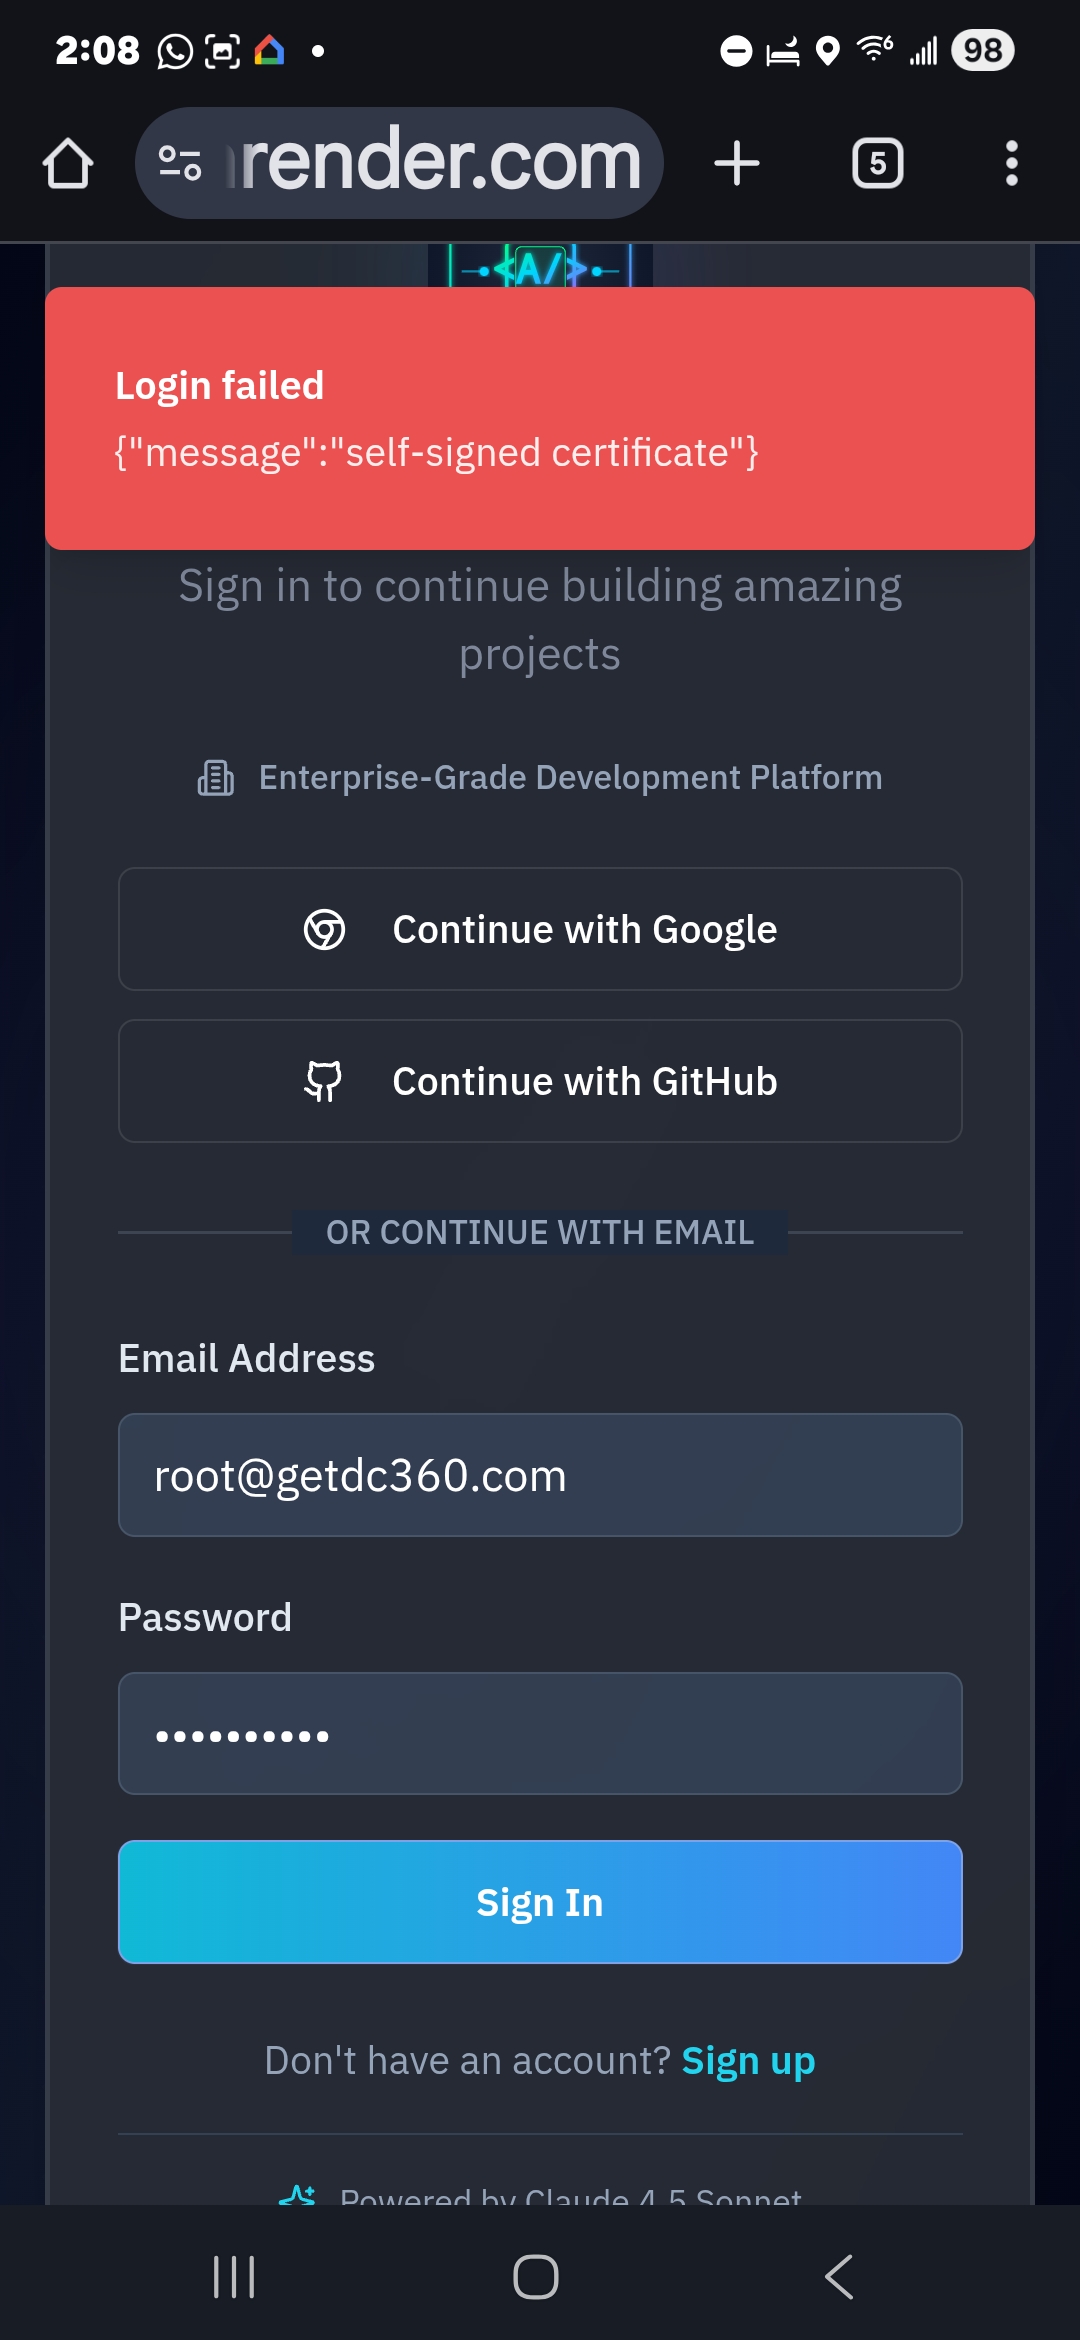 2:08
6
98
render.com
5
<A/>
Login failed
{"message":"self-signed certificate"}
Sign in to continue building amazing
projects
Enterprise-Grade Development Platform
Continue with Google
Continue with GitHub
OR CONTINUE WITH EMAIL
Email Address
root@getdc360.com
Password
••••••••••
Sign In
Don't have an account? Sign up
Powered by Claude 4.5 Sonnet